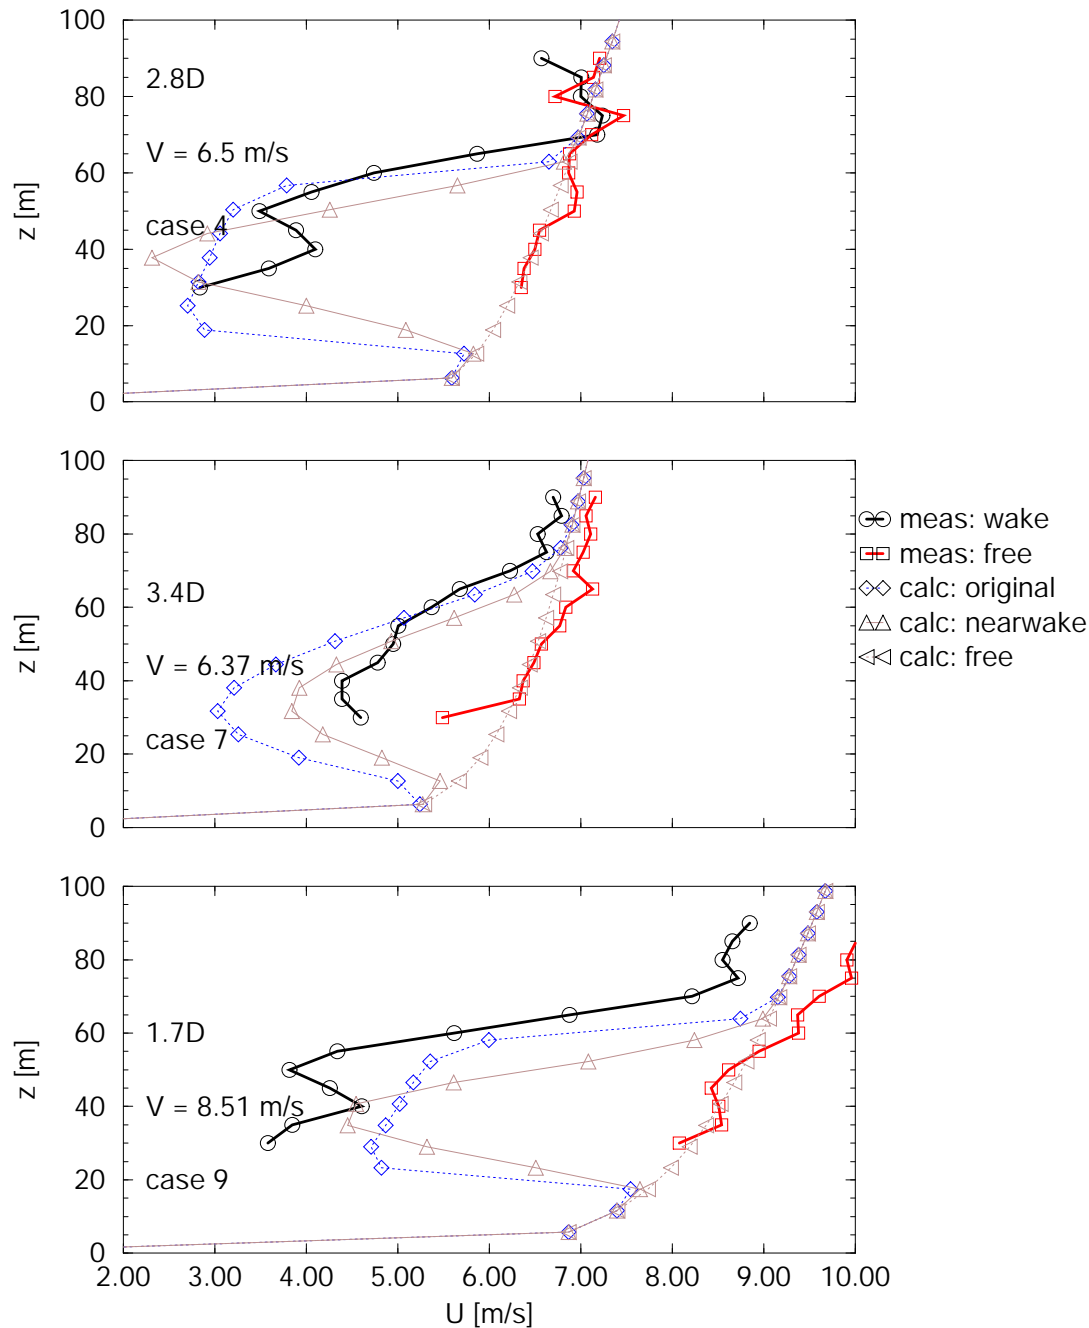 100
80
60
40
20
0
z [m]
2.8D
V = 6.5 m/s
case 4
100
80
60
40
20
0
z [m]
3.4D
V = 6.37 m/s
case 7
meas: wake
meas: free
calc: original
calc: nearwake
calc: free
100
80
60
40
20
0
z [m]
1.7D
V = 8.51 m/s
case 9
2.00 3.00 4.00 5.00 6.00 7.00 8.00 9.00 10.00
U [m/s]